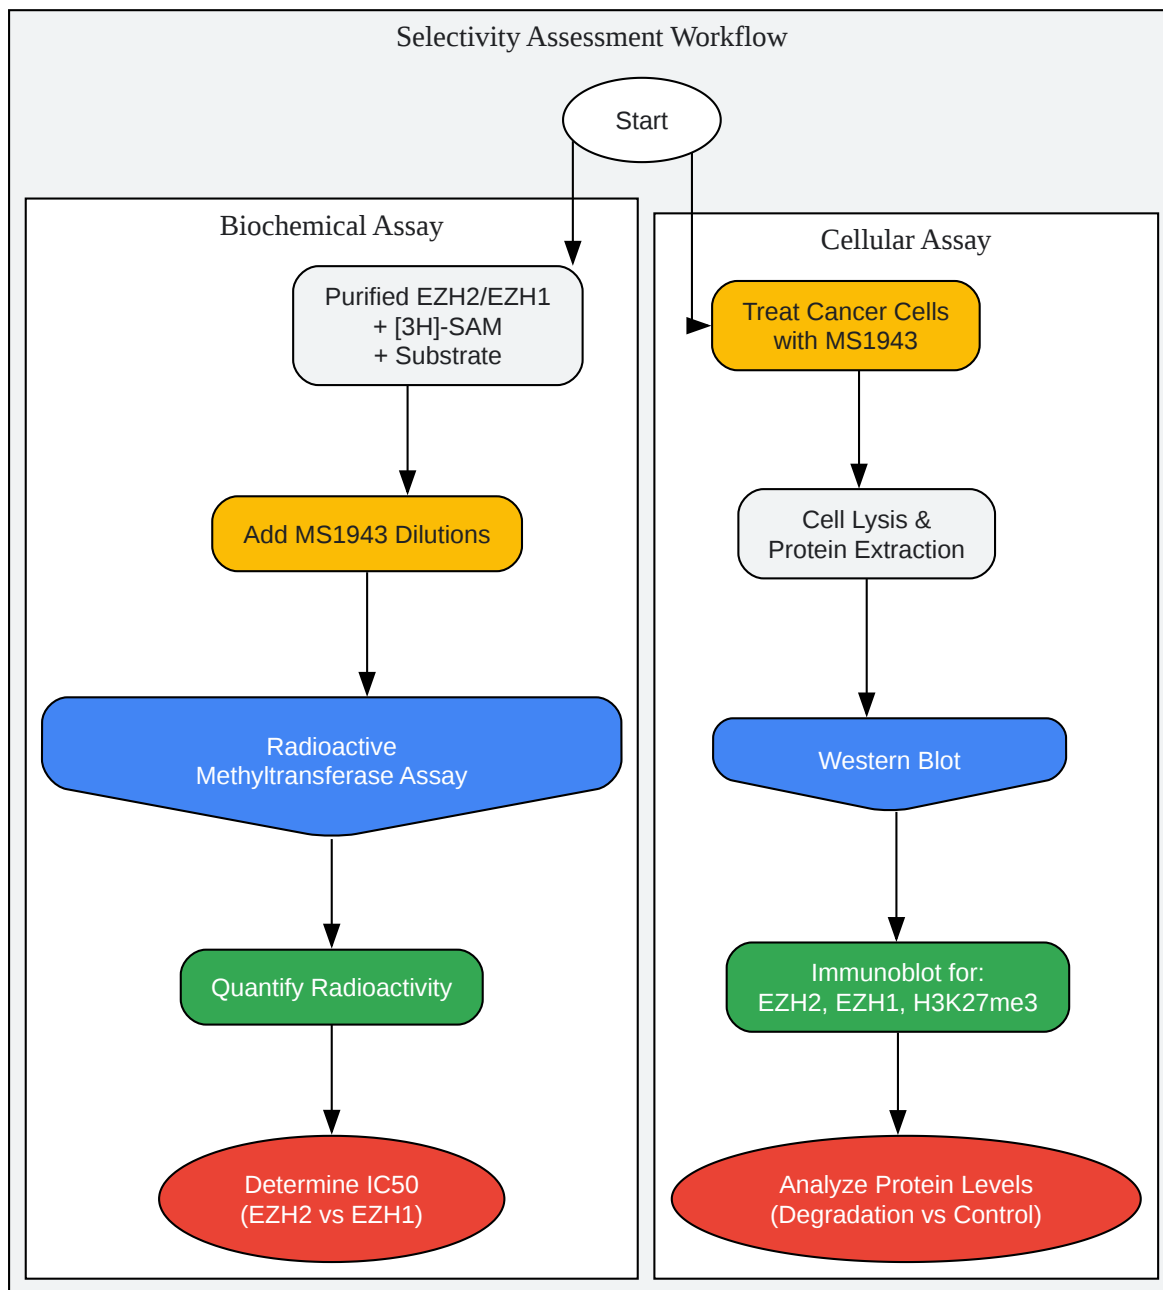 Selectivity Assessment Workflow
Start
Biochemical Assay
Purified EZH2/EZH1
+ [3H]-SAM
+ Substrate
Add MS1943 Dilutions
Radioactive
Methyltransferase Assay
Quantify Radioactivity
Determine IC50
(EZH2 vs EZH1)
Cellular Assay
Treat Cancer Cells
with MS1943
Cell Lysis &
Protein Extraction
Western Blot
Immunoblot for:
EZH2, EZH1, H3K27me3
Analyze Protein Levels
(Degradation vs Control)